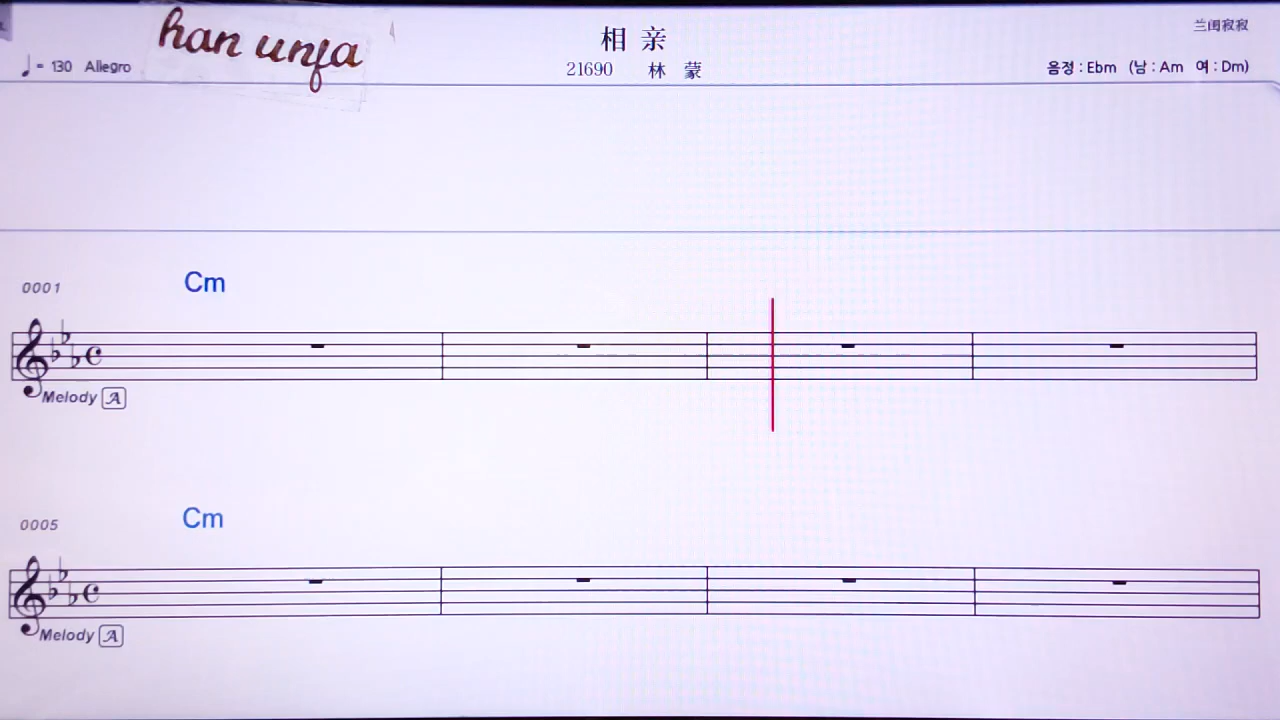 han unfa
相 亲
兰闺寂寂
♩ = 130 Allegro
21690 林 蒙
음정 : Ebm (남 : Am 여 : Dm)
0001 Cm
Melody A
0005 Cm
Melody A